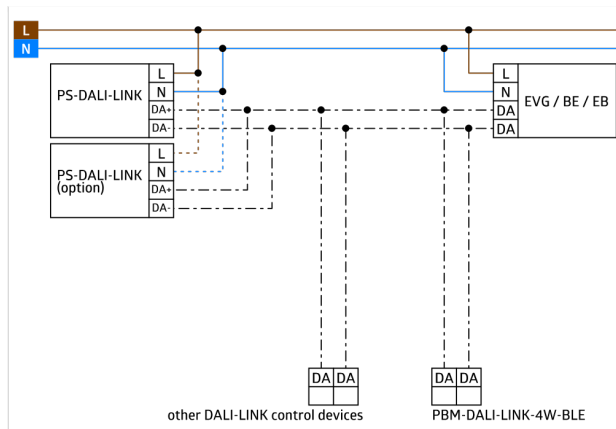 L
N
PS-DALI-LINK
L
N
DA+
DA-
L
N
DA
DA
EVG / BE / EB
PS-DALI-LINK
(option)
L
N
DA+
DA-
DA DA
DA DA
other DALI-LINK control devices
PBM-DALI-LINK-4W-BLE